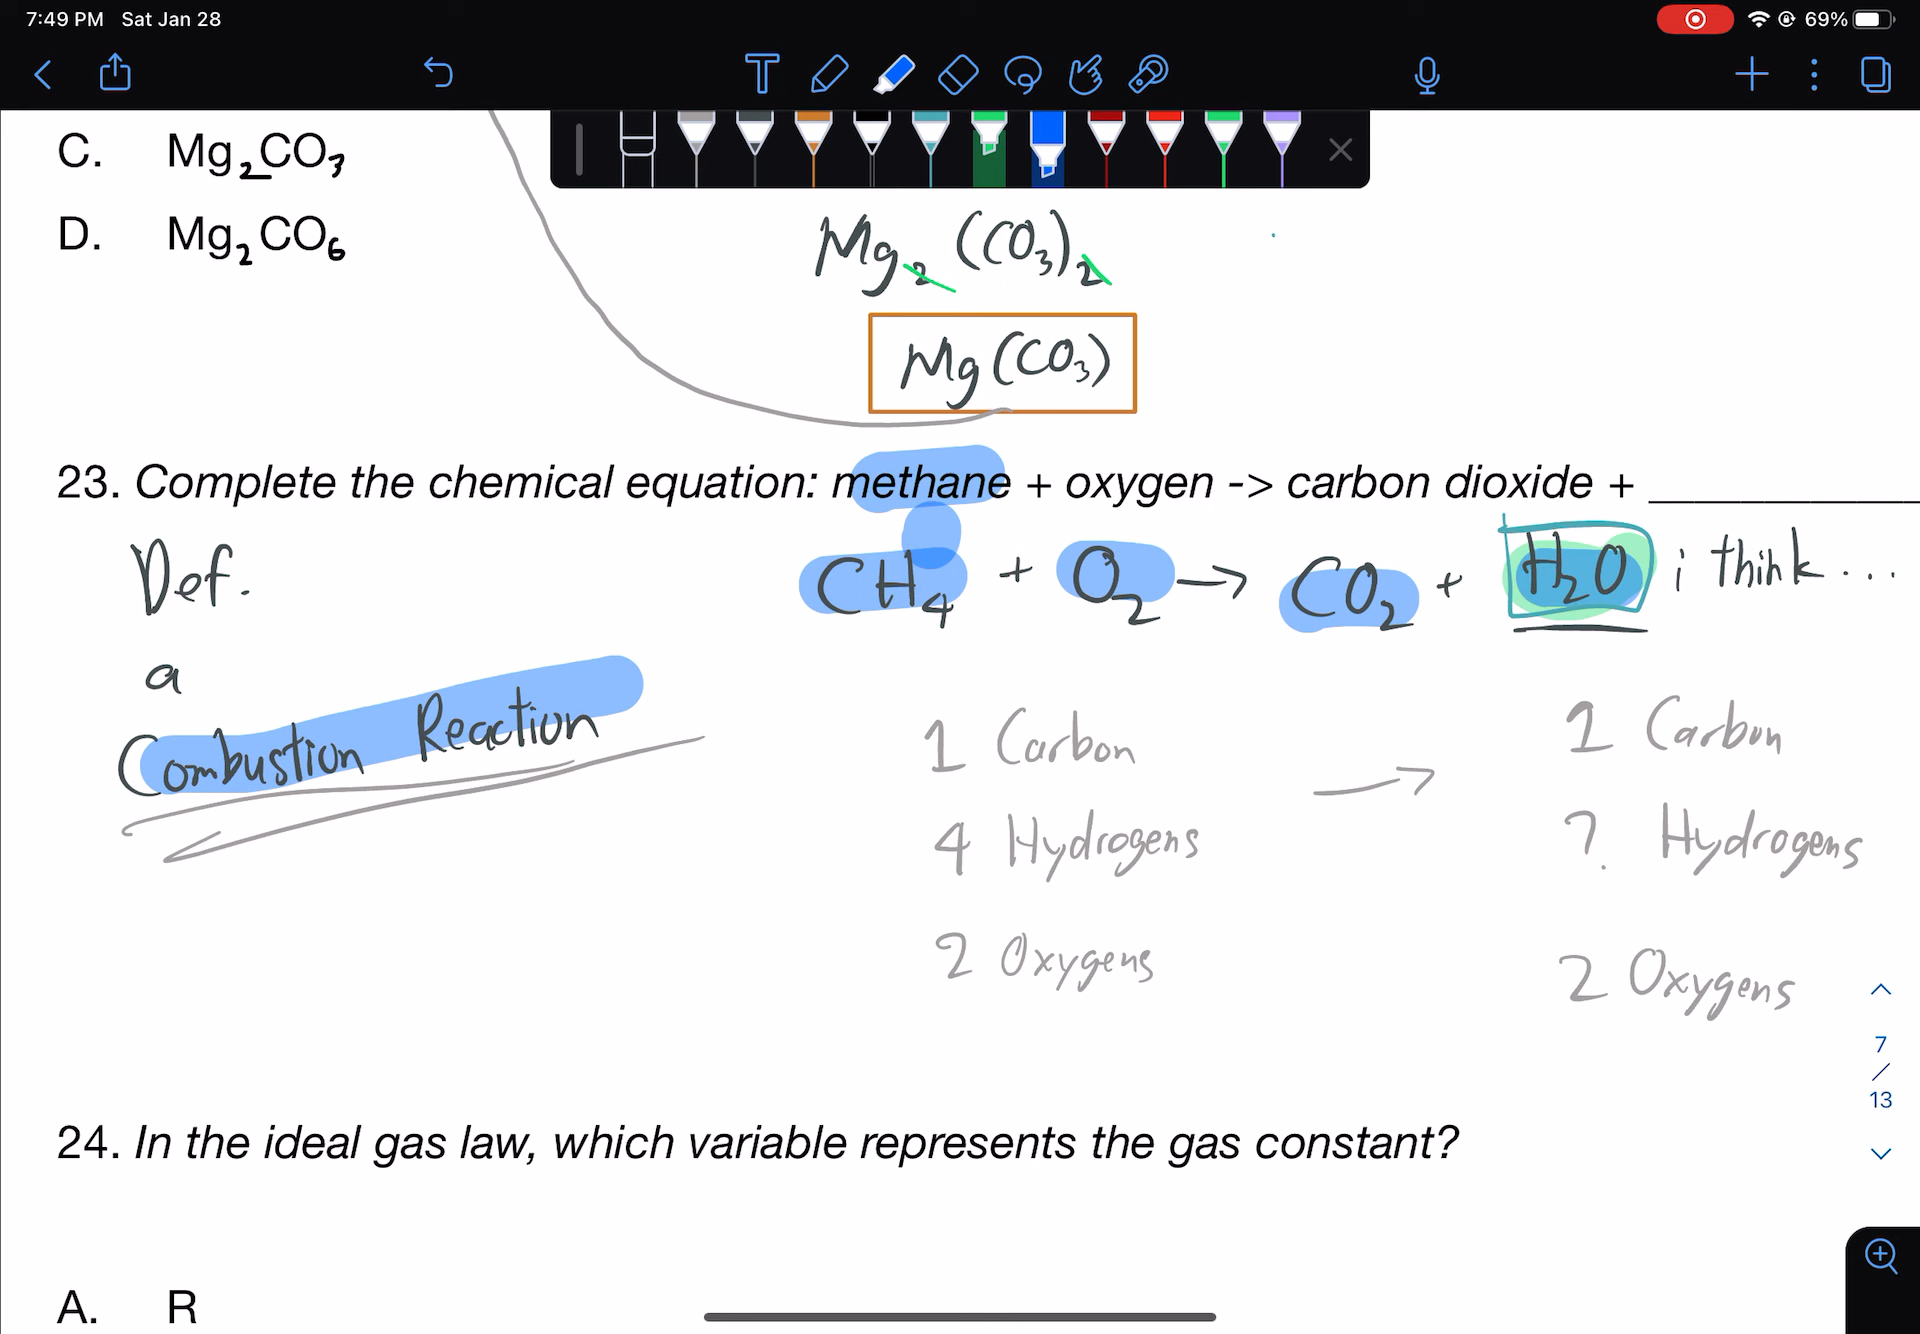 7:49 PM Sat Jan 28
69%
C. Mg₂CO₃
D. Mg₂CO₆
Mg₂(CO₃)₂
Mg(CO₃)
23. Complete the chemical equation: methane + oxygen -> carbon dioxide + ____________
Def. CH₄ + O₂ → CO₂ + H₂O i think...
a
Combustion Reaction
1 Carbon → 1 Carbon
4 Hydrogens ? Hydrogens
2 Oxygens 2 Oxygens
7
/
13
24. In the ideal gas law, which variable represents the gas constant?
A. R